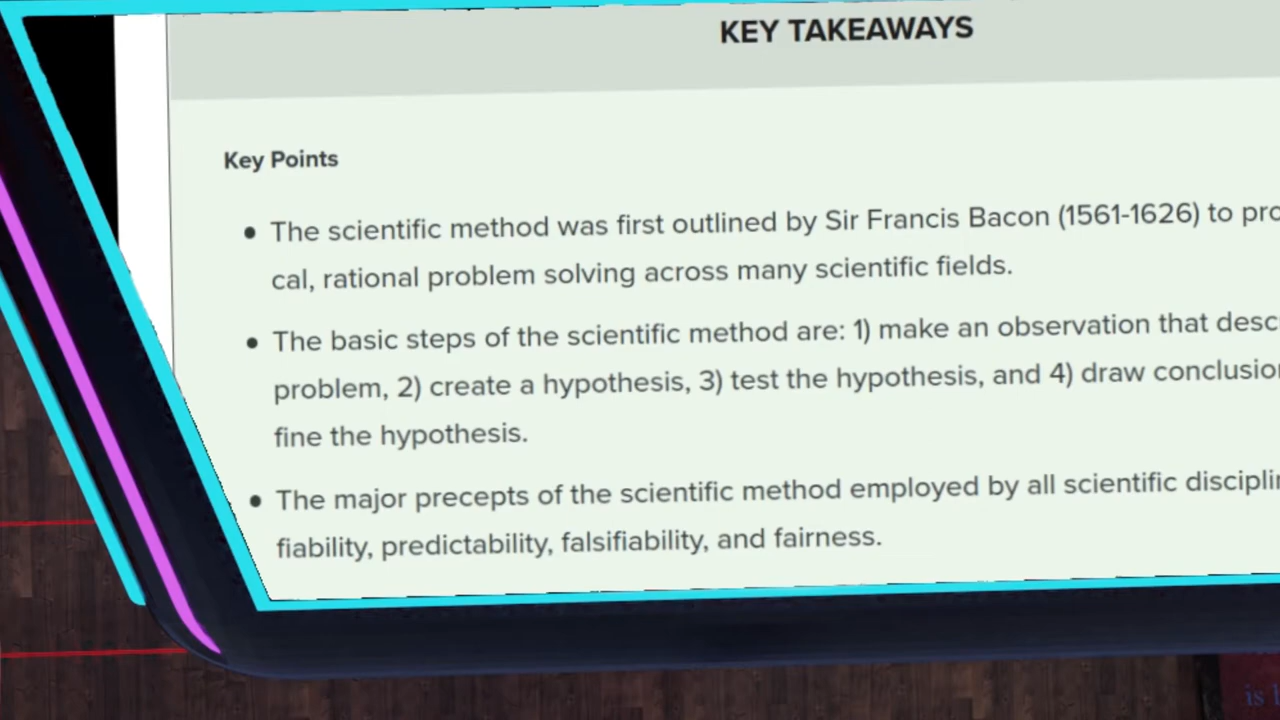 KEY TAKEAWAYS
Key Points
• The scientific method was first outlined by Sir Francis Bacon (1561-1626) to pro
cal, rational problem solving across many scientific fields.
• The basic steps of the scientific method are: 1) make an observation that desc
problem, 2) create a hypothesis, 3) test the hypothesis, and 4) draw conclusio
fine the hypothesis.
• The major precepts of the scientific method employed by all scientific disciplin
fiability, predictability, falsifiability, and fairness.
is